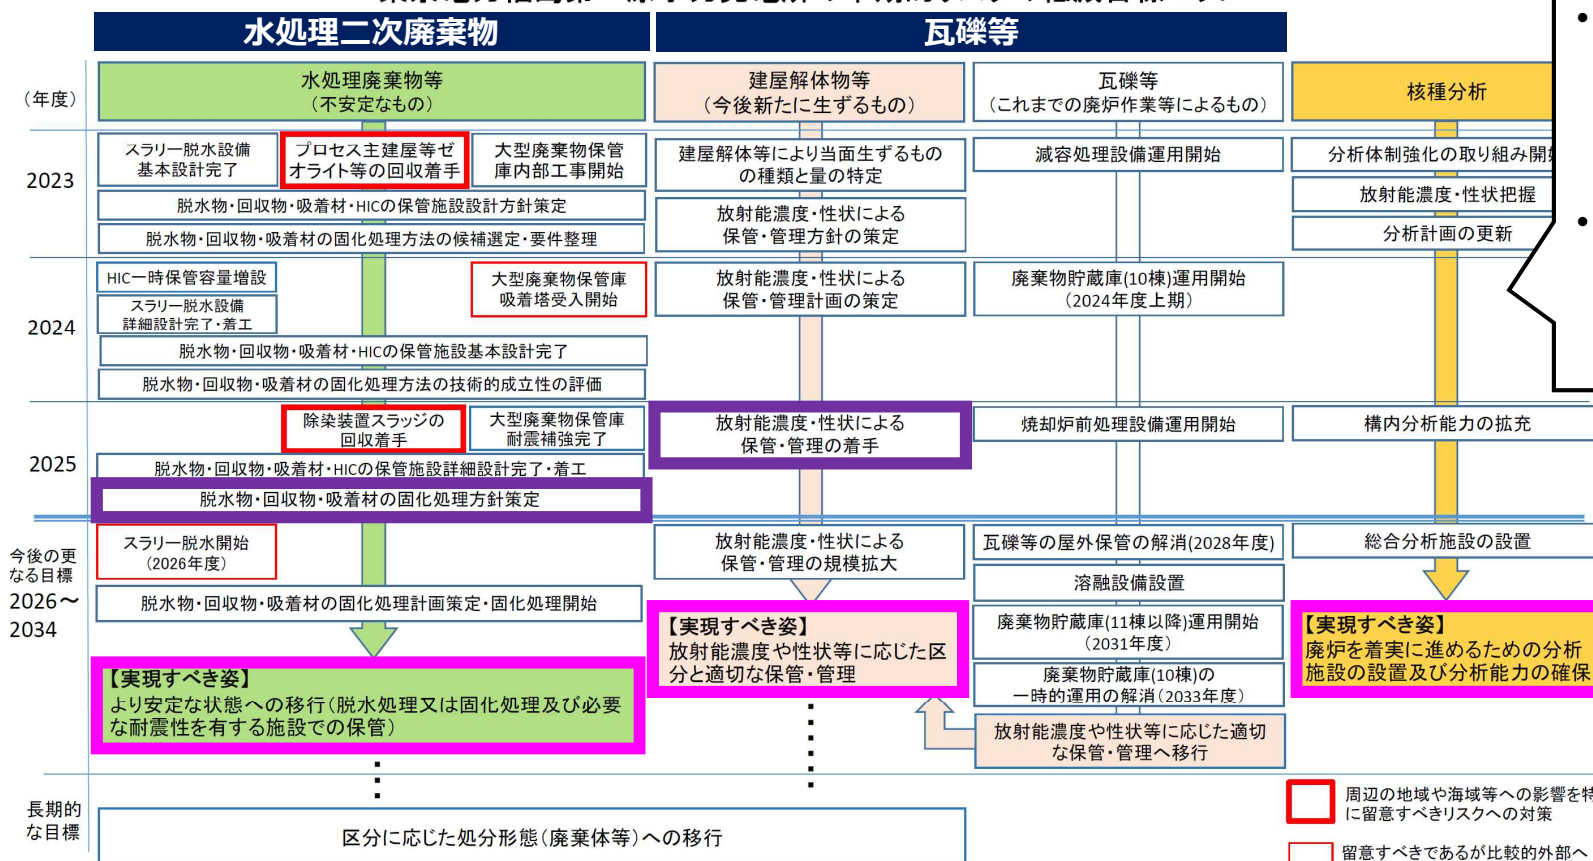 水処理二次廃棄物
瓦礫等
(年度)
水処理廃棄物等
(不安定なもの)
建屋解体物等
(今後新たに生ずるもの)
瓦礫等
(これまでの廃炉作業等によるもの)
核種分析
2023
スラリー脱水設備
基本設計完了
プロセス主建屋等ゼ
オライト等の回収着手
大型廃棄物保管
庫内部工事開始
脱水物・回収物・吸着材・HICの保管施設設計方針策定
脱水物・回収物・吸着材の固化処理方法の候補選定・要件整理
建屋解体等により当面生ずるもの
の種類と量の特定
放射能濃度・性状による
保管・管理方針の策定
減容処理設備運用開始
分析体制強化の取り組み開
放射能濃度・性状把握
分析計画の更新
2024
HIC一時保管容量増設
スラリー脱水設備
詳細設計完了・着工
大型廃棄物保管庫
吸着塔受入開始
脱水物・回収物・吸着材・HICの保管施設基本設計完了
脱水物・回収物・吸着材の固化処理方法の技術的成立性の評価
放射能濃度・性状による
保管・管理計画の策定
廃棄物貯蔵庫(10棟)運用開始
(2024年度上期)
2025
除染装置スラッジの
回収着手
大型廃棄物保管庫
耐震補強完了
脱水物・回収物・吸着材・HICの保管施設詳細設計完了・着工
脱水物・回収物・吸着材の固化処理方針策定
放射能濃度・性状による
保管・管理の着手
焼却炉前処理設備運用開始
構内分析能力の拡充
今後の更
なる目標
2026～
2034
スラリー脱水開始
(2026年度)
脱水物・回収物・吸着材の固化処理計画策定・固化処理開始
【実現すべき姿】
より安定な状態への移行(脱水処理又は固化処理及び必要
な耐震性を有する施設での保管)
放射能濃度・性状による
保管・管理の規模拡大
【実現すべき姿】
放射能濃度や性状等に応じた区
分と適切な保管・管理
瓦礫等の屋外保管の解消(2028年度)
溶融設備設置
廃棄物貯蔵庫(11棟以降)運用開始
(2031年度)
廃棄物貯蔵庫(10棟)の
一時的運用の解消(2033年度)
放射能濃度や性状等に応じた適切
な保管・管理へ移行
総合分析施設の設置
【実現すべき姿】
廃炉を着実に進めるための分析
施設の設置及び分析能力の確保
長期的
な目標
区分に応じた処分形態(廃棄体等)への移行
周辺の地域や海域等への影響を特
に留意すべきリスクへの対策
留意すべきであるが比較的外部へ